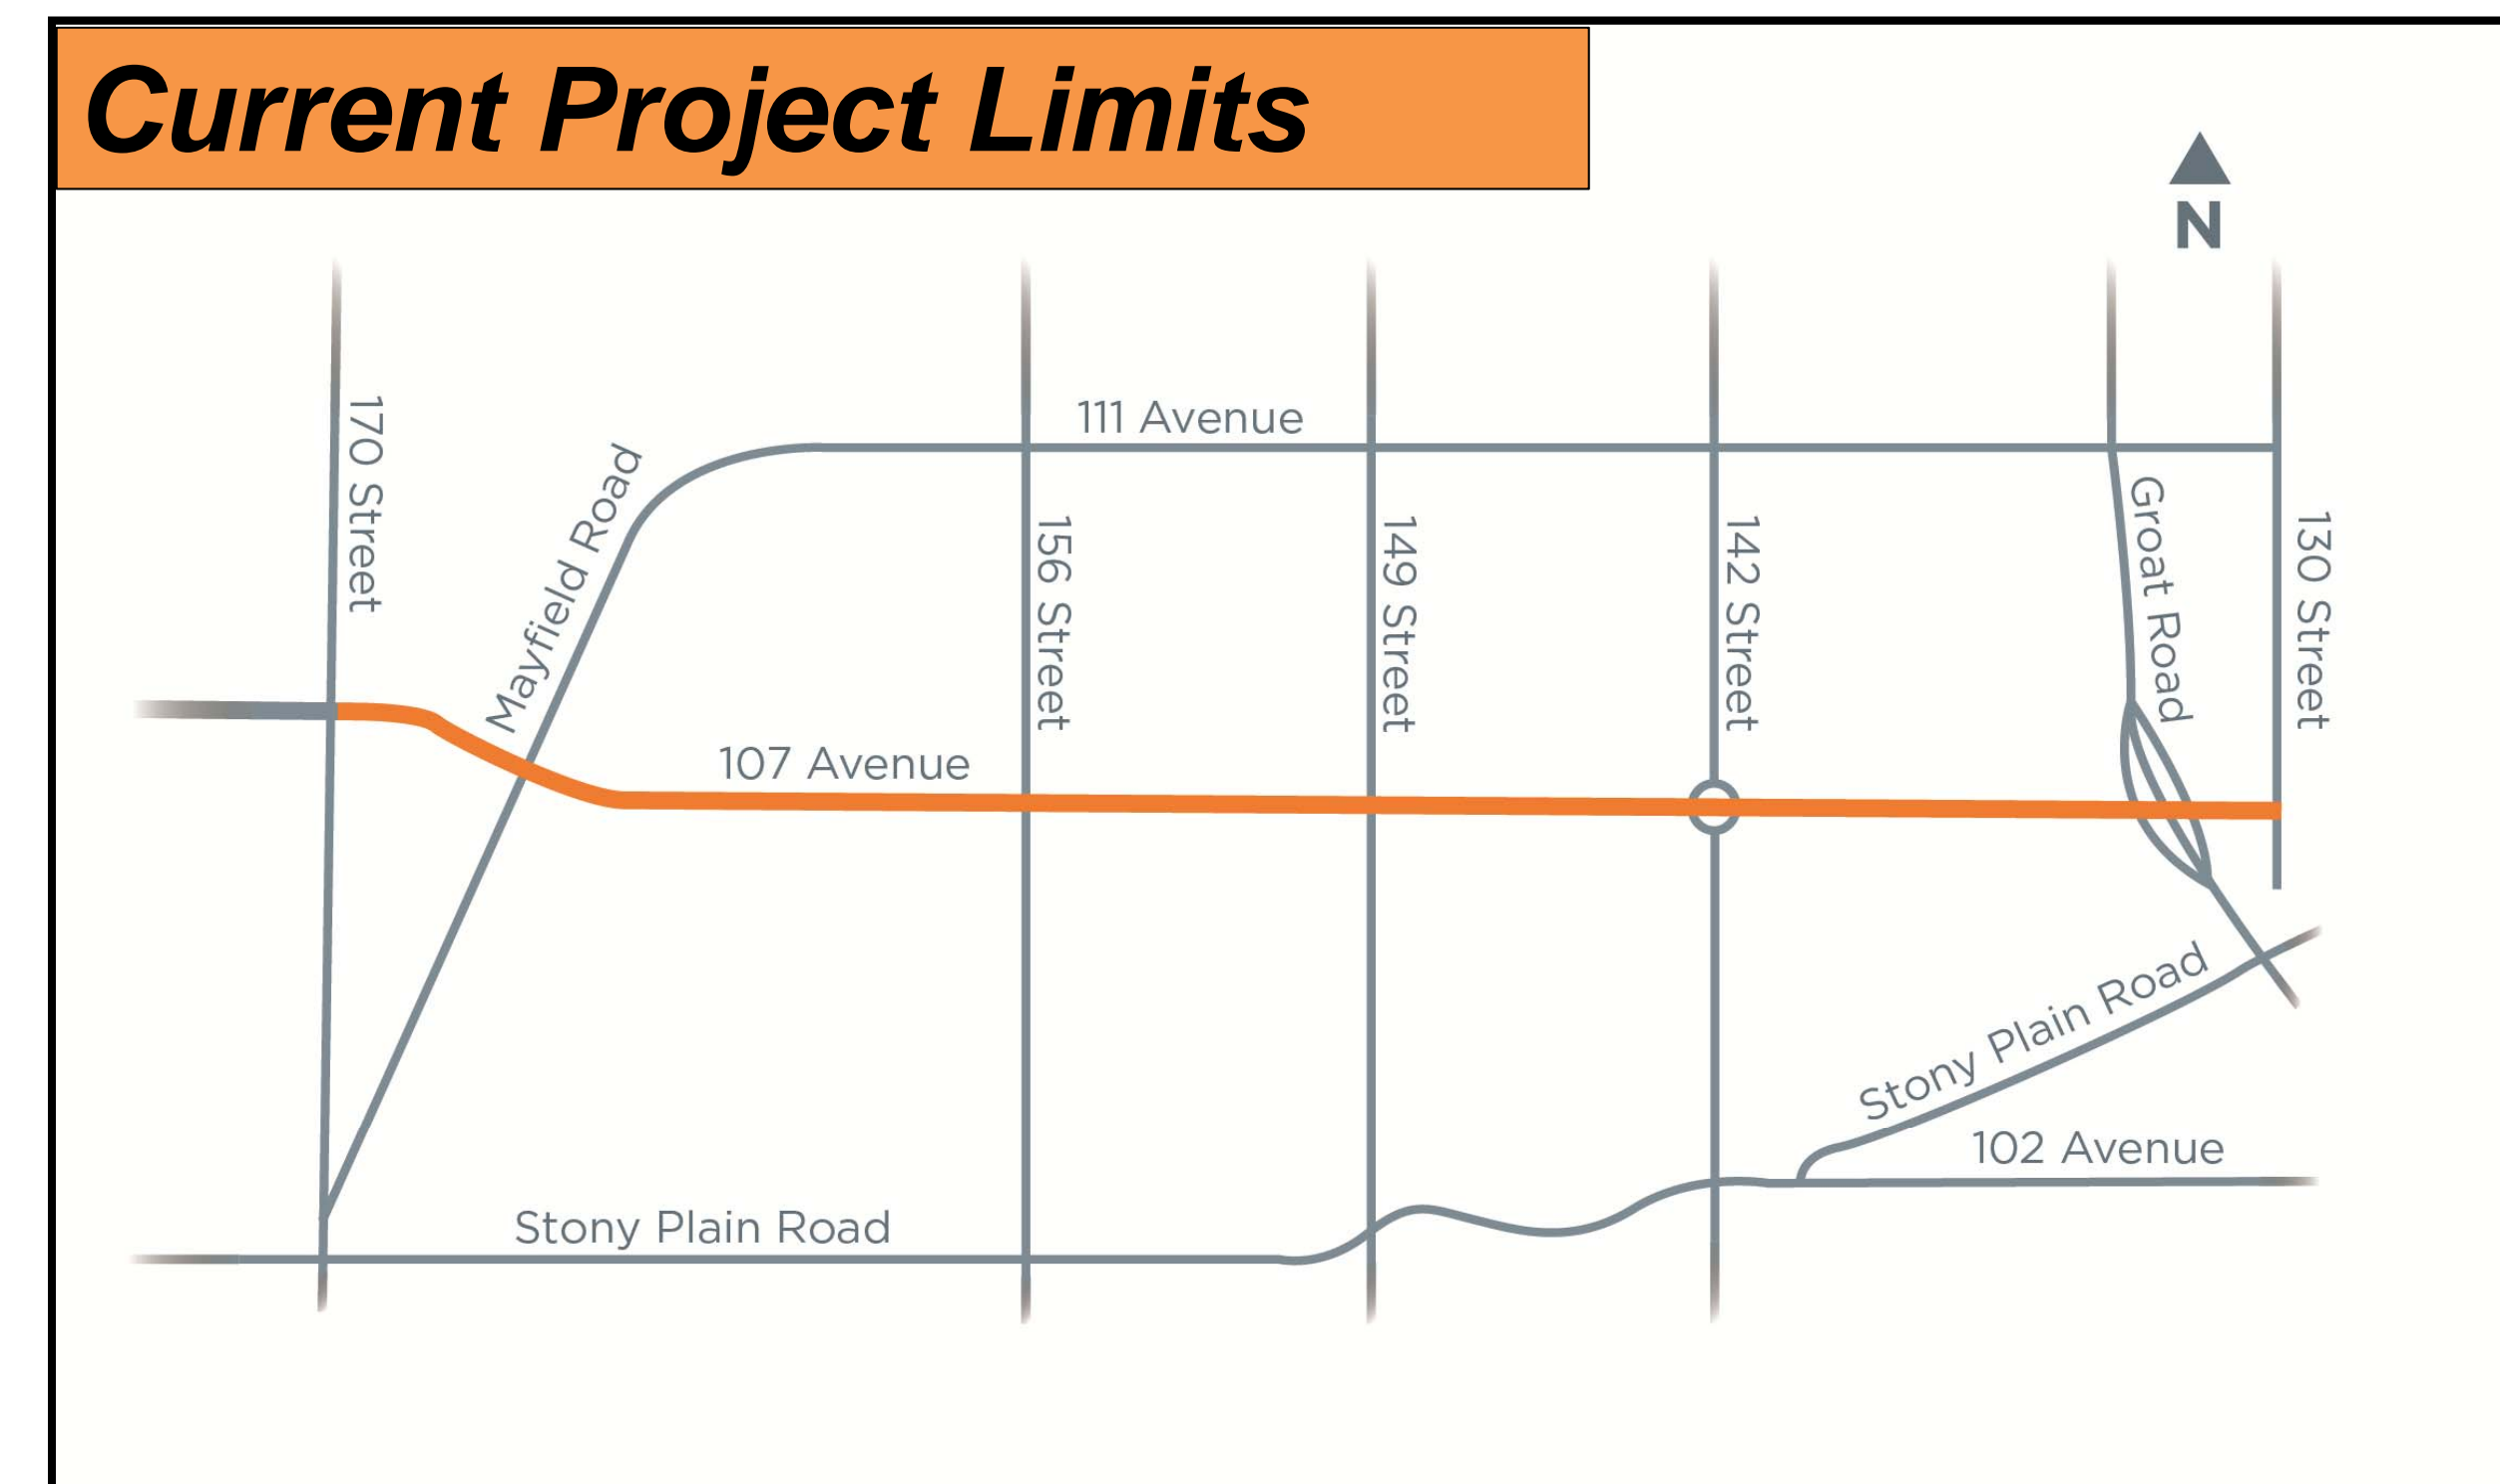 Current Project Limits
N
170 Street
Mayfield Road
111 Avenue
156 Street
149 Street
142 Street
Groat Road
130 Street
107 Avenue
Stony Plain Road
102 Avenue
Stony Plain Road